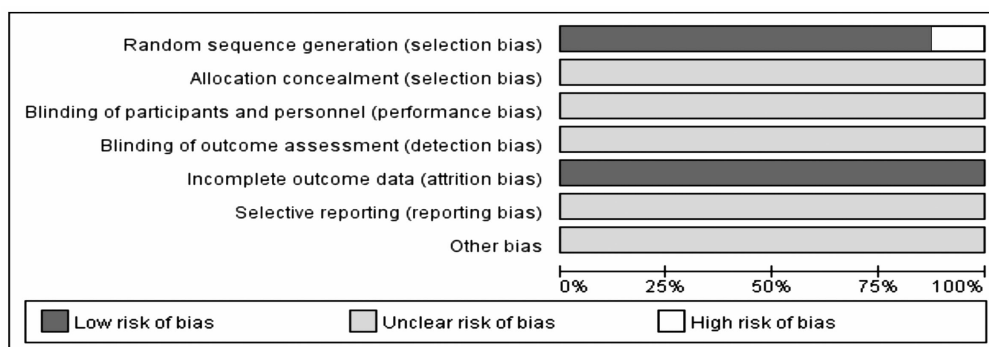 Random sequence generation (selection bias)
Allocation concealment (selection bias)
Blinding of participants and personnel (performance bias)
Blinding of outcome assessment (detection bias)
Incomplete outcome data (attrition bias)
Selective reporting (reporting bias)
Other bias
0% 25% 50% 75% 100%
Low risk of bias Unclear risk of bias High risk of bias